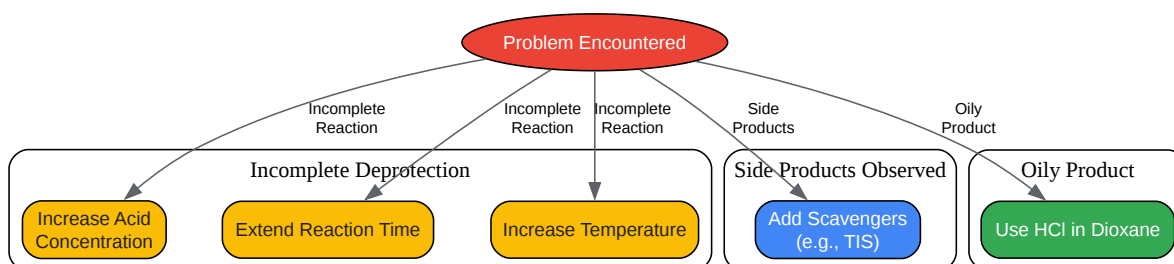 Problem Encountered
Incomplete
Reaction
Incomplete
Reaction
Incomplete
Reaction
Side
Products
Oily
Product
Incomplete Deprotection
Side Products Observed
Oily Product
Increase Acid
Concentration
Extend Reaction Time
Increase Temperature
Add Scavengers
(e.g., TIS)
Use HCl in Dioxane